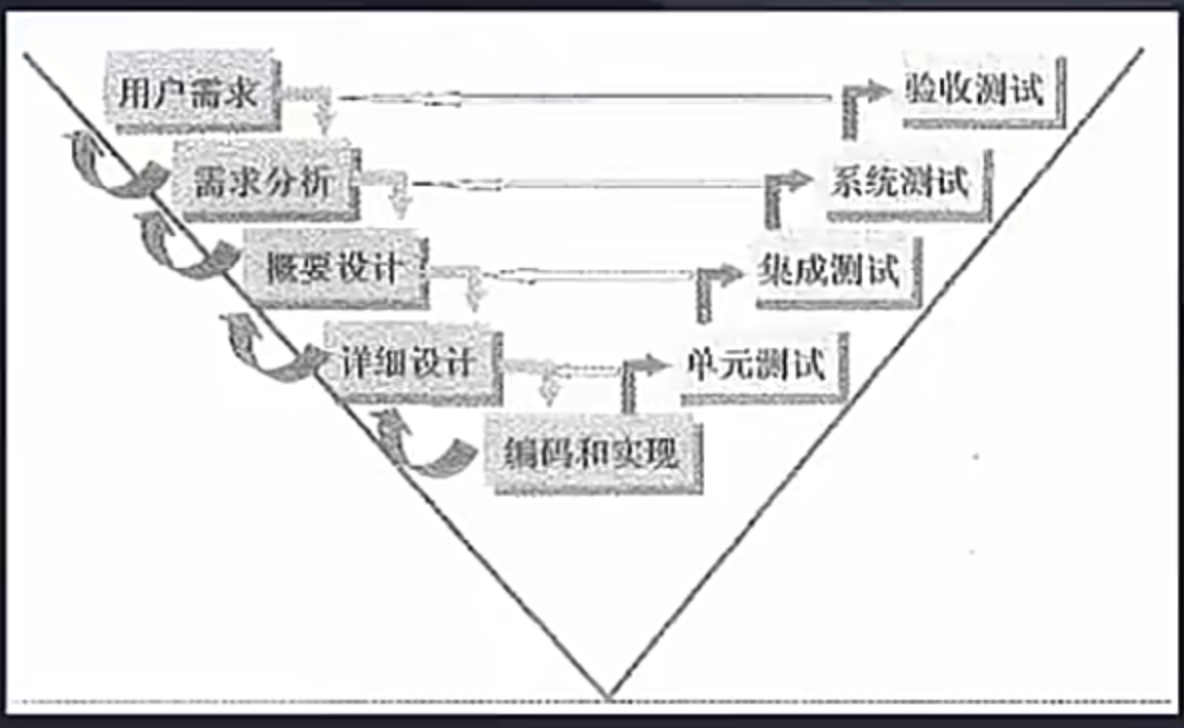 用户需求
验收测试
需求分析
系统测试
概要设计
集成测试
详细设计
单元测试
编码和实现